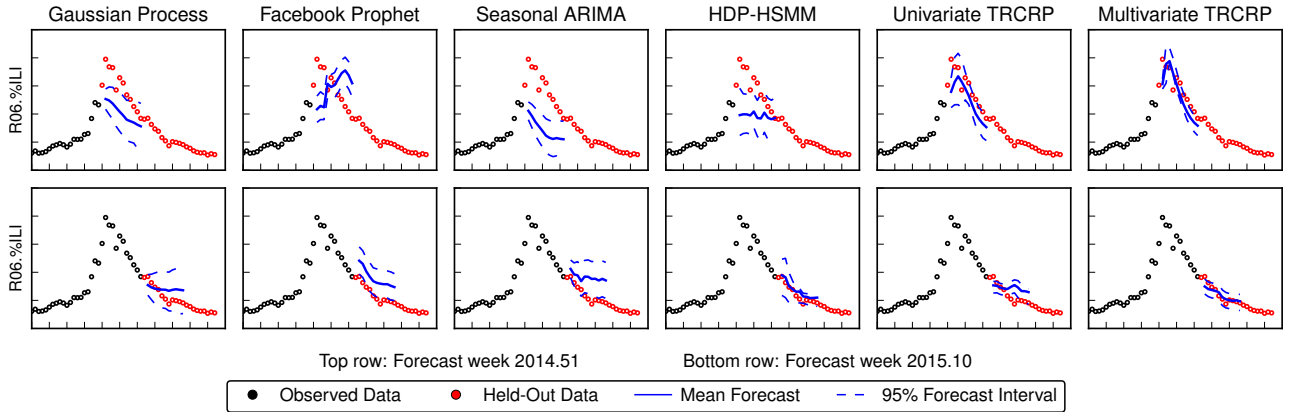 Gaussian Process Facebook Prophet Seasonal ARIMA HDP-HSMM Univariate TRCRP Multivariate TRCRP
R06.%ILI
R06.%ILI
Top row: Forecast week 2014.51 Bottom row: Forecast week 2015.10
Observed Data Held-Out Data Mean Forecast 95% Forecast Interval